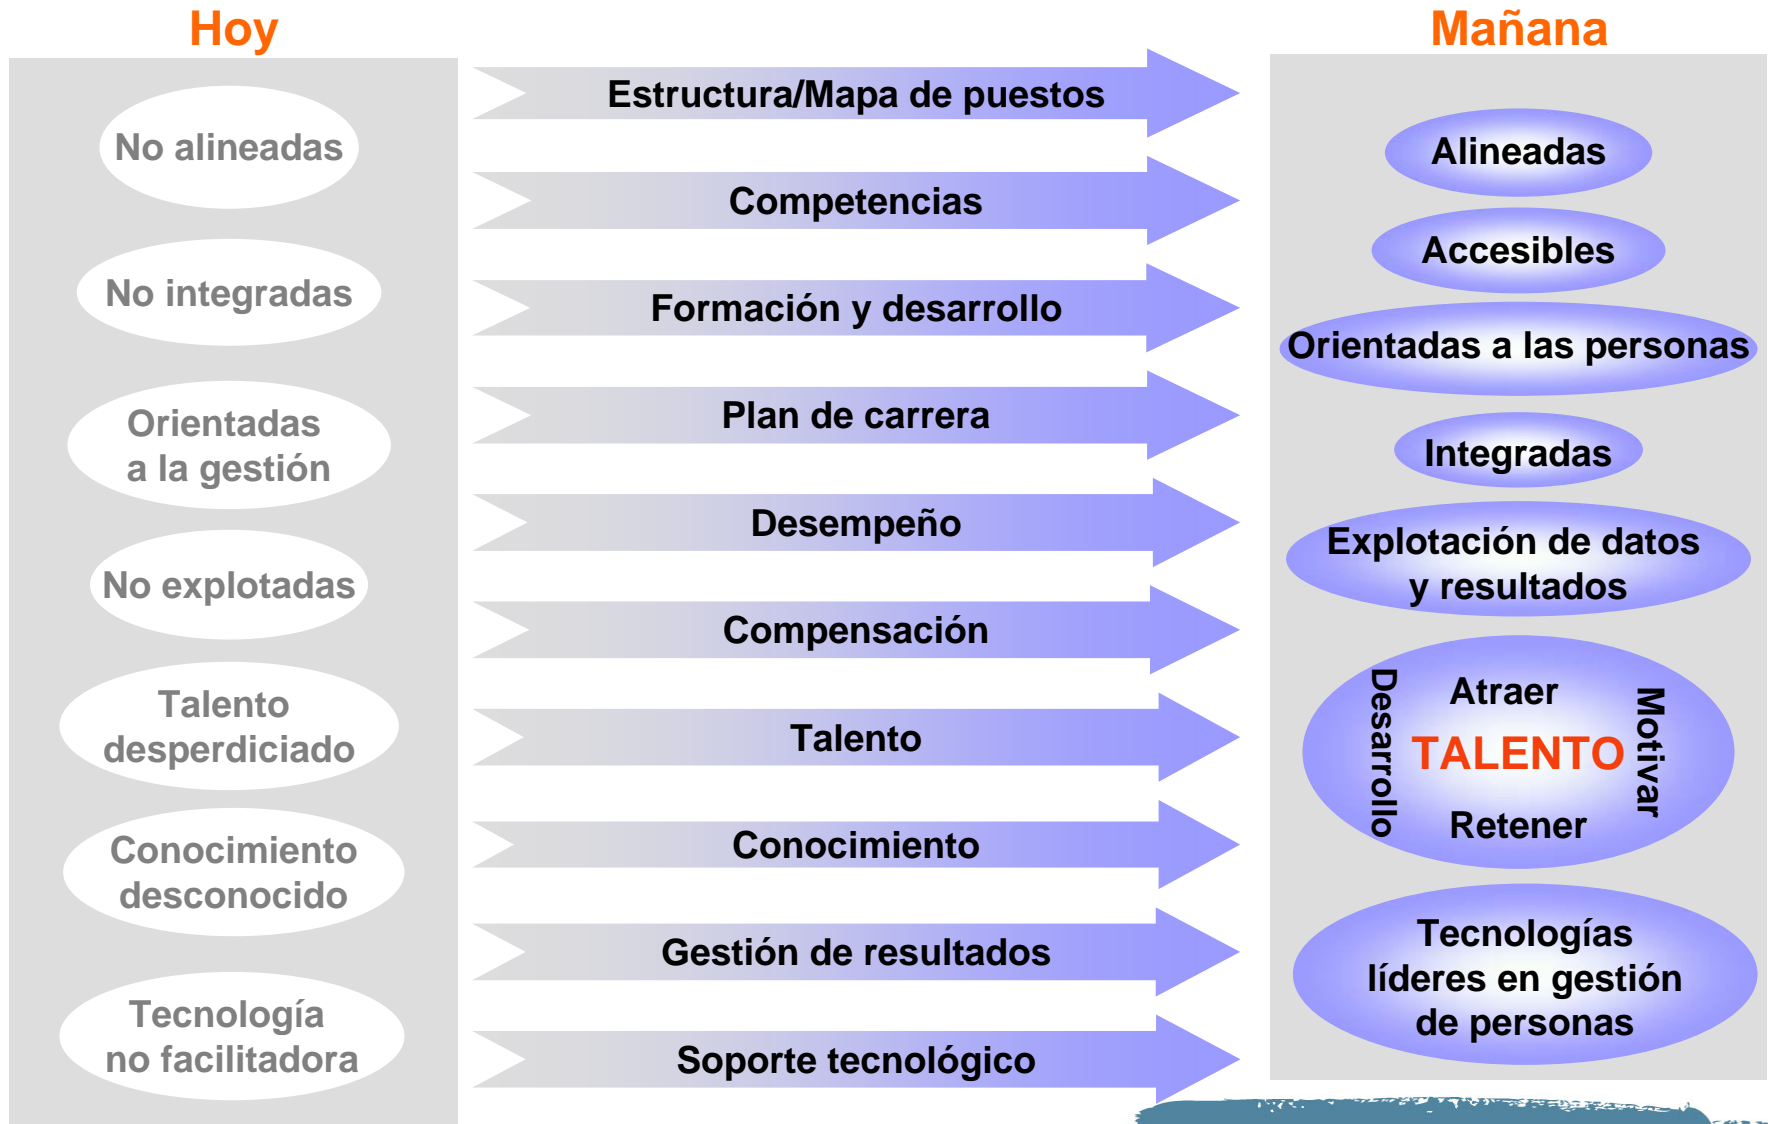 Hoy
No alineadas
No integradas
Orientadas
a la gestión
No explotadas
Talento
desperdiciado
Conocimiento
desconocido
Tecnología
no facilitadora
Estructura/Mapa de puestos
Competencias
Formación y desarrollo
Plan de carrera
Desempeño
Compensación
Talento
Conocimiento
Gestión de resultados
Soporte tecnológico
Mañana
Alineadas
Accesibles
Orientadas a las personas
Integradas
Explotación de datos
y resultados
Desarrollo
Atraer
TALENTO
Retener
Motivar
Tecnologías
líderes en gestión
de personas